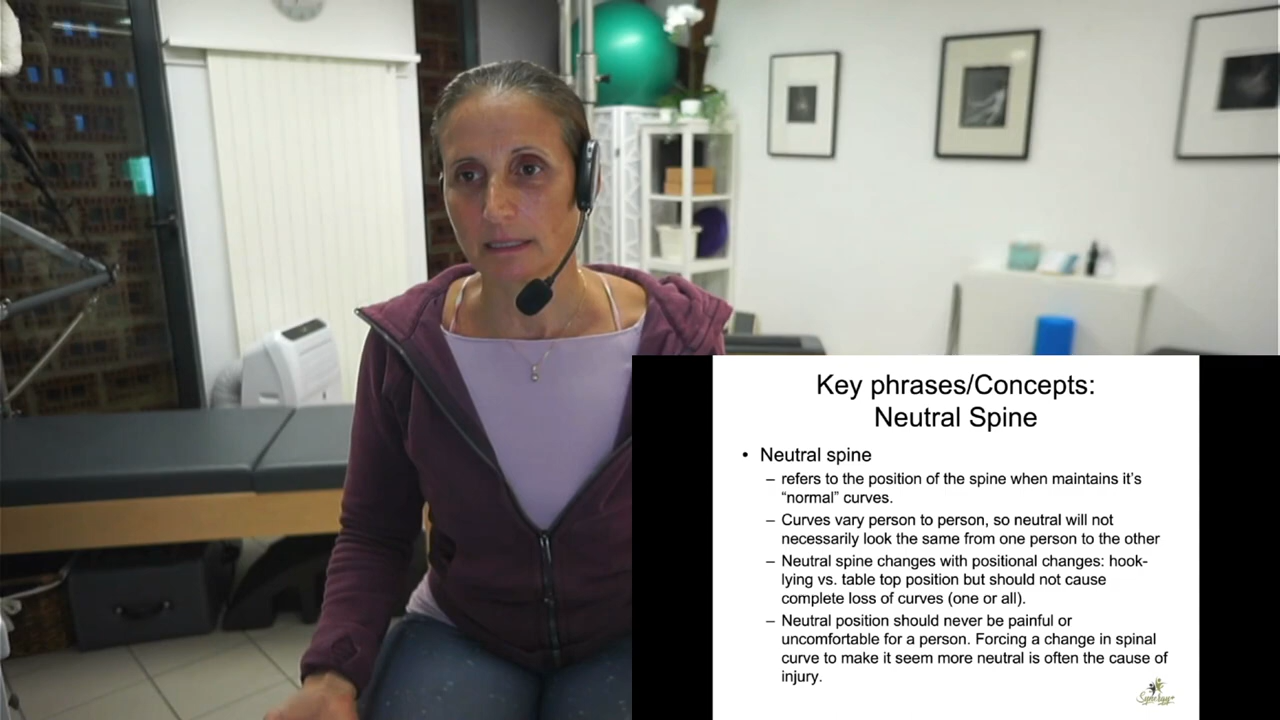 Key phrases/Concepts:
Neutral Spine
• Neutral spine
– refers to the position of the spine when maintains it's
“normal” curves.
– Curves vary person to person, so neutral will not
necessarily look the same from one person to the other
– Neutral spine changes with positional changes: hook-
lying vs. table top position but should not cause
complete loss of curves (one or all).
– Neutral position should never be painful or
uncomfortable for a person. Forcing a change in spinal
curve to make it seem more neutral is often the cause of
injury.
Synergy